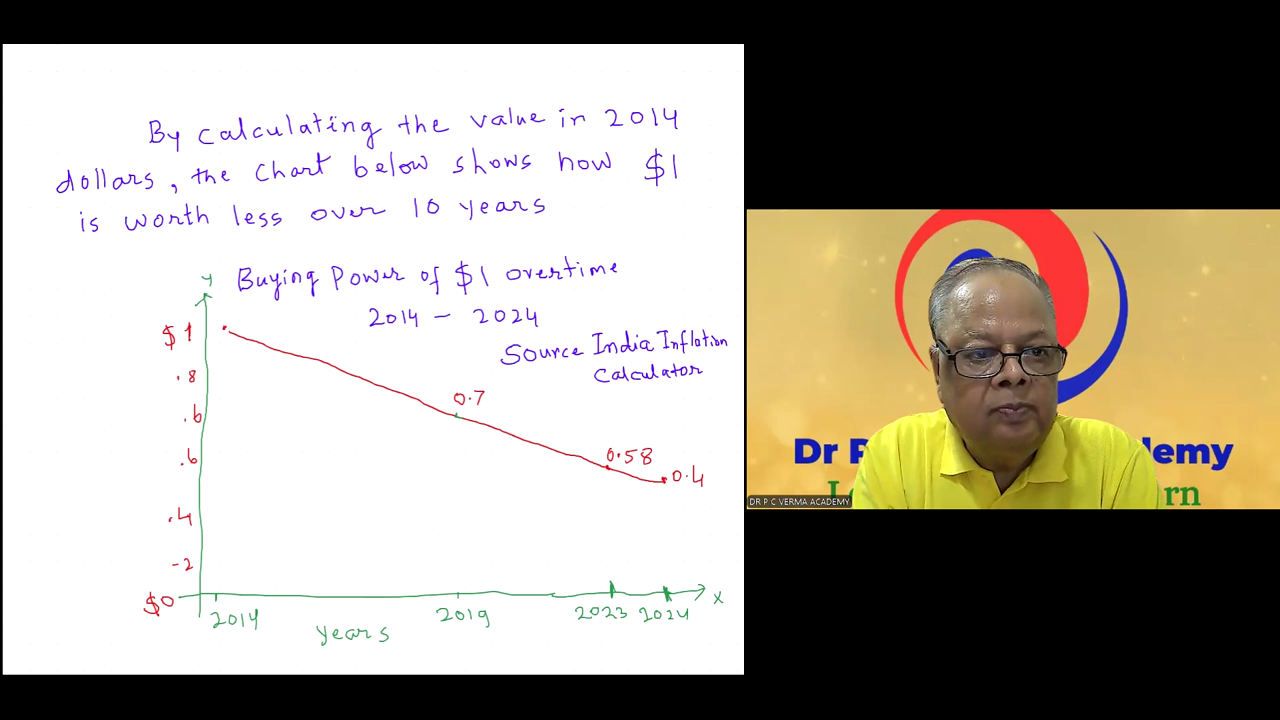 By calculating the value in 2014
dollars, the chart below shows how $1
is worth less over 10 years
y
Buying Power of $1 overtime
2014 - 2024
Source India Inflation
Calculator
$1
.8
.6
.6
.4
-2
$0
0.7
0.58
0.4
2014
2019
2023
2024
x
years
Dr P
demy
L
rn
DR P C VERMA ACADEMY